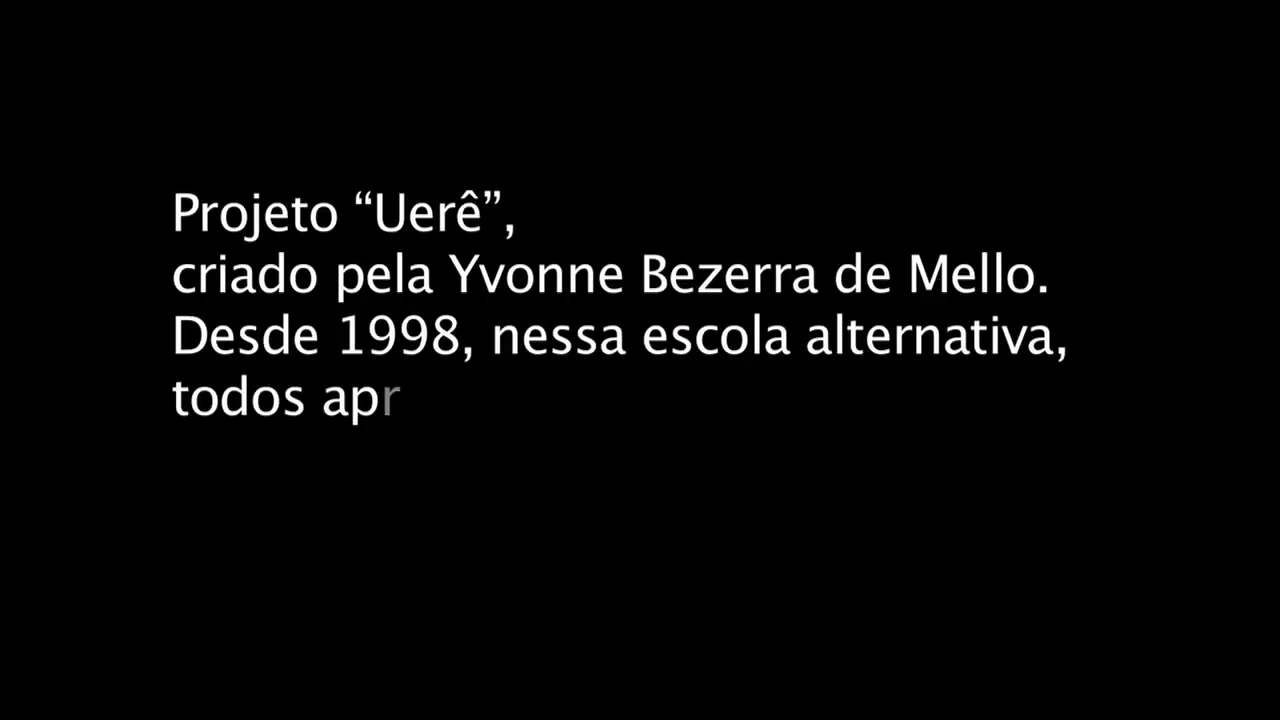 Projeto “Uerê”,
criado pela Yvonne Bezerra de Mello.
Desde 1998, nessa escola alternativa,
todos apr